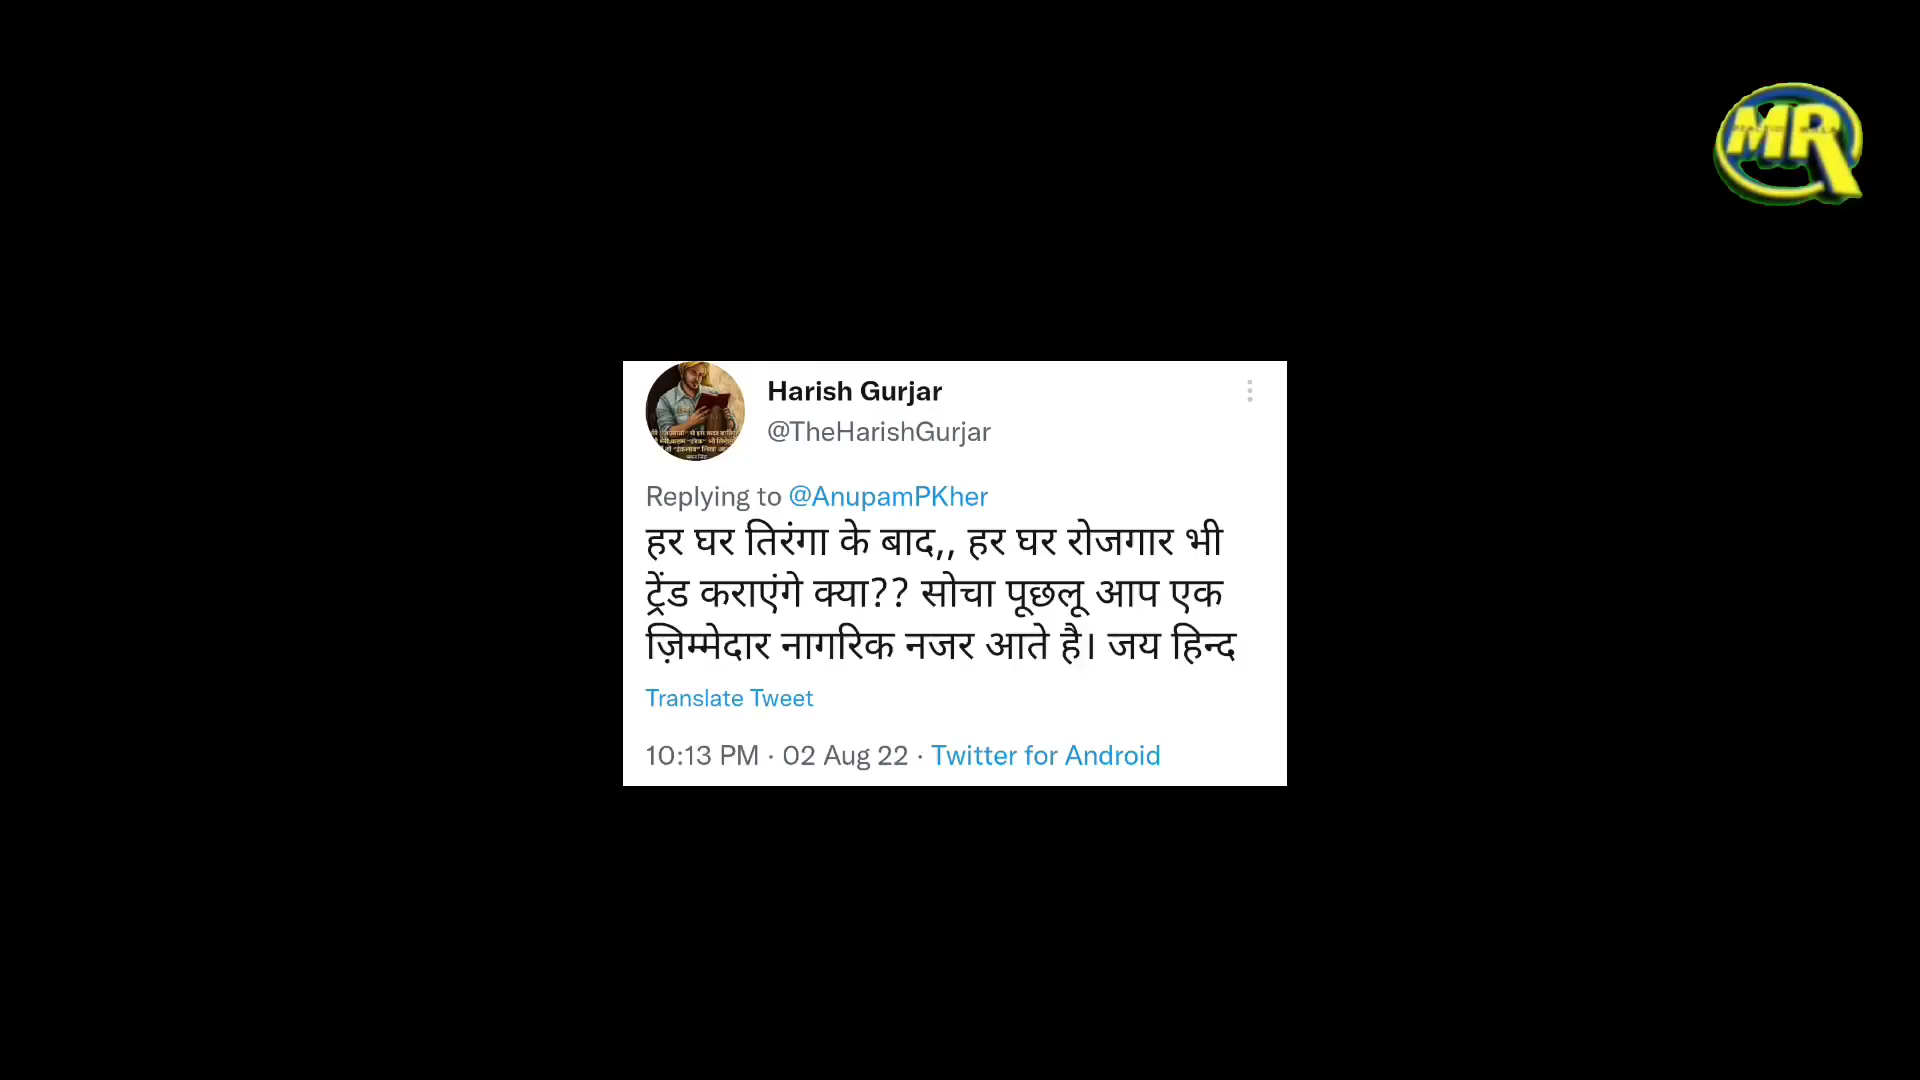 MR
Harish Gurjar
@TheHarishGurjar
Replying to @AnupamPKher
हर घर तिरंगा के बाद,, हर घर रोजगार भी
ट्रेंड कराएंगे क्या?? सोचा पूछलू आप एक
ज़िम्मेदार नागरिक नजर आते है। जय हिन्द
Translate Tweet
10:13 PM · 02 Aug 22 · Twitter for Android